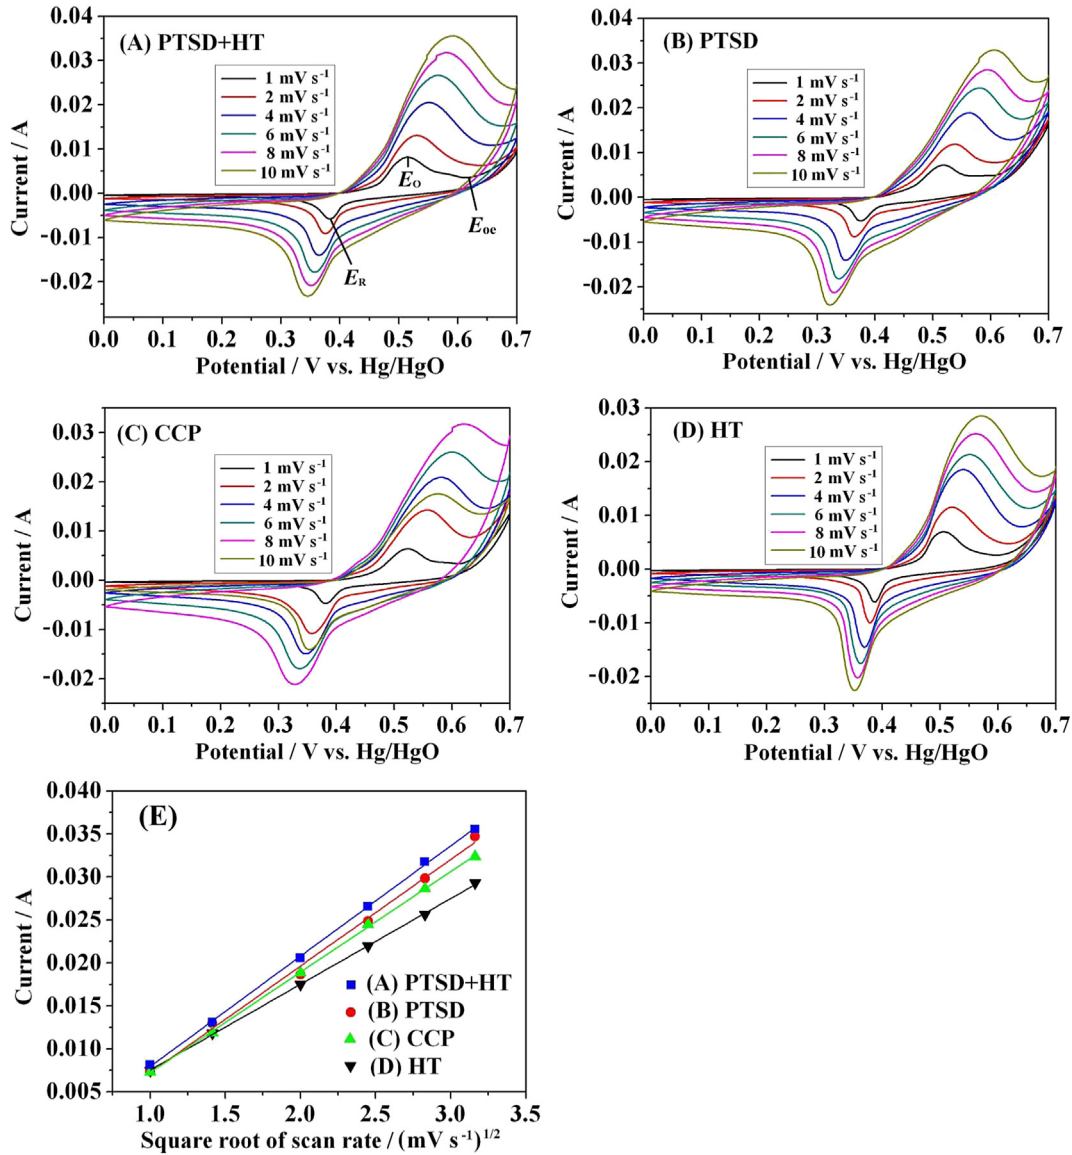 (A) PTSD+HT
1 mV s-1
2 mV s-1
4 mV s-1
6 mV s-1
8 mV s-1
10 mV s-1
EO
ER
Eoe
0.04
0.03
0.02
0.01
0.00
-0.01
-0.02
Current / A
0.0 0.1 0.2 0.3 0.4 0.5 0.6 0.7
Potential / V vs. Hg/HgO
(B) PTSD
1 mV s-1
2 mV s-1
4 mV s-1
6 mV s-1
8 mV s-1
10 mV s-1
0.04
0.03
0.02
0.01
0.00
-0.01
-0.02
Current / A
0.0 0.1 0.2 0.3 0.4 0.5 0.6 0.7
Potential / V vs. Hg/HgO
(C) CCP
1 mV s-1
2 mV s-1
4 mV s-1
6 mV s-1
8 mV s-1
10 mV s-1
0.03
0.02
0.01
0.00
-0.01
-0.02
Current / A
0.0 0.1 0.2 0.3 0.4 0.5 0.6 0.7
Potential / V vs. Hg/HgO
(D) HT
1 mV s-1
2 mV s-1
4 mV s-1
6 mV s-1
8 mV s-1
10 mV s-1
0.03
0.02
0.01
0.00
-0.01
-0.02
Current / A
0.0 0.1 0.2 0.3 0.4 0.5 0.6 0.7
Potential / V vs. Hg/HgO
(E)
0.040
0.035
0.030
0.025
0.020
0.015
0.010
0.005
Current / A
(A) PTSD+HT
(B) PTSD
(C) CCP
(D) HT
1.0 1.5 2.0 2.5 3.0 3.5
Square root of scan rate / (mV s-1)1/2